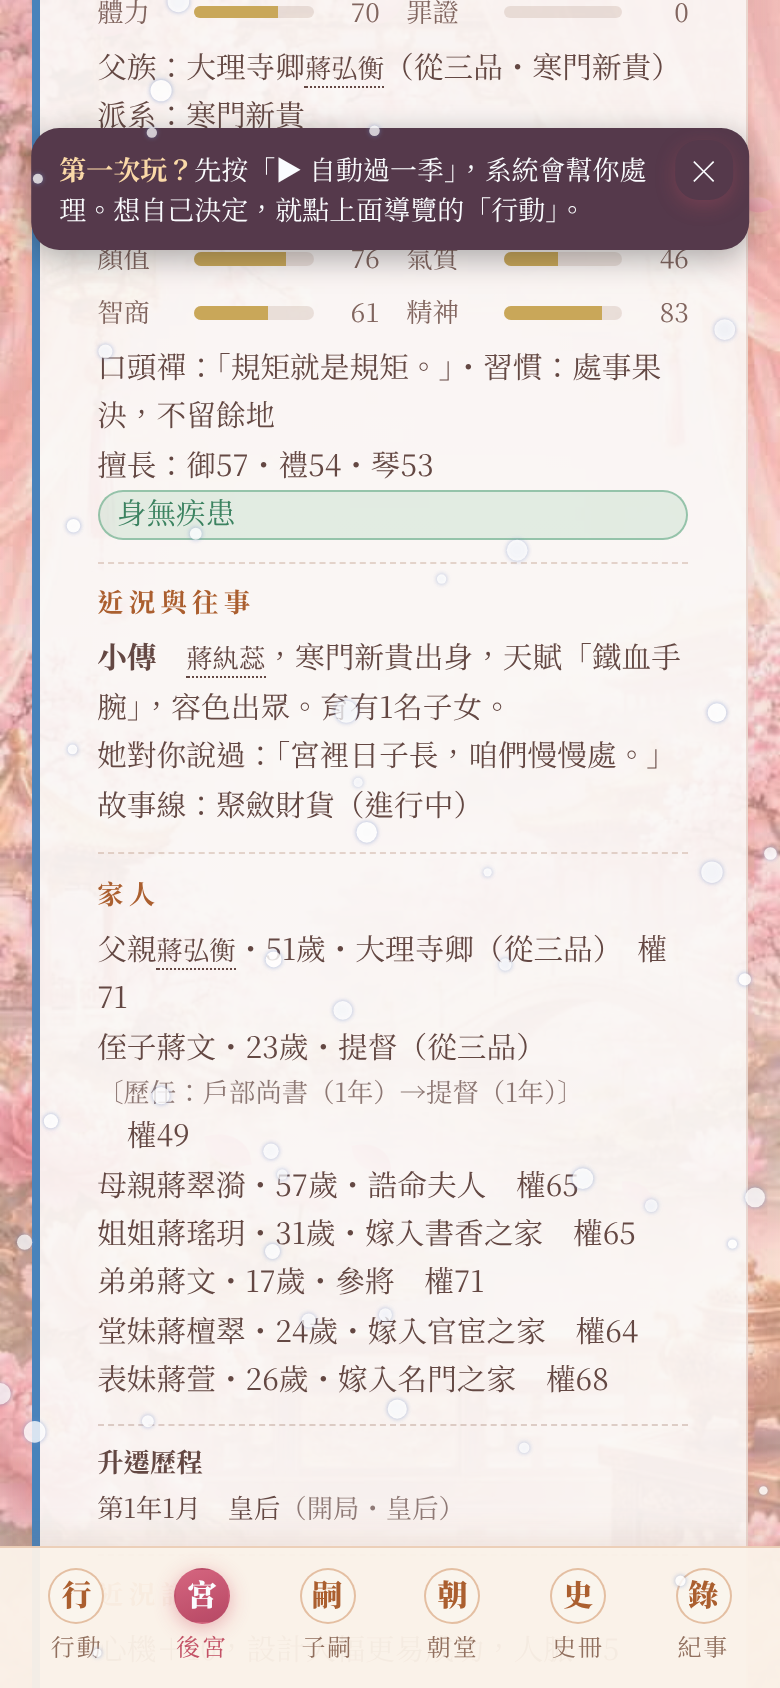 體力 70 罪證 0
父族：大理寺卿蔣弘衡（從三品・寒門新貴）
派系：寒門新貴
第一次玩？先按「▶ 自動過一季」，系統會幫你處
理。想自己決定，就點上面導覽的「行動」。
顏值 76 氣質 46
智商 61 精神 83
口頭禪：「規矩就是規矩。」・習慣：處事果
決，不留餘地
擅長：御57・禮54・琴53
身無疾患
近況與往事
小傳　蔣紈蕊，寒門新貴出身，天賦「鐵血手
腕」，容色出眾。育有1名子女。
她對你說過：「宮裡日子長，咱們慢慢處。」
故事線：聚斂財貨（進行中）
家人
父親蔣弘衡・51歲・大理寺卿（從三品）　權
71
侄子蔣文・23歲・提督（從三品）
〔歷任：戶部尚書（1年）→提督（1年）〕
權49
母親蔣翠漪・57歲・誥命夫人　權65
姐姐蔣瑤玥・31歲・嫁入書香之家　權65
弟弟蔣文・17歲・參將　權71
堂妹蔣檀翠・24歲・嫁入官宦之家　權64
表妹蔣萱・26歲・嫁入名門之家　權68
升遷歷程
第1年1月　皇后（開局・皇后）
行 宮 嗣 朝 史 錄
行動 後宮 子嗣 朝堂 史冊 紀事